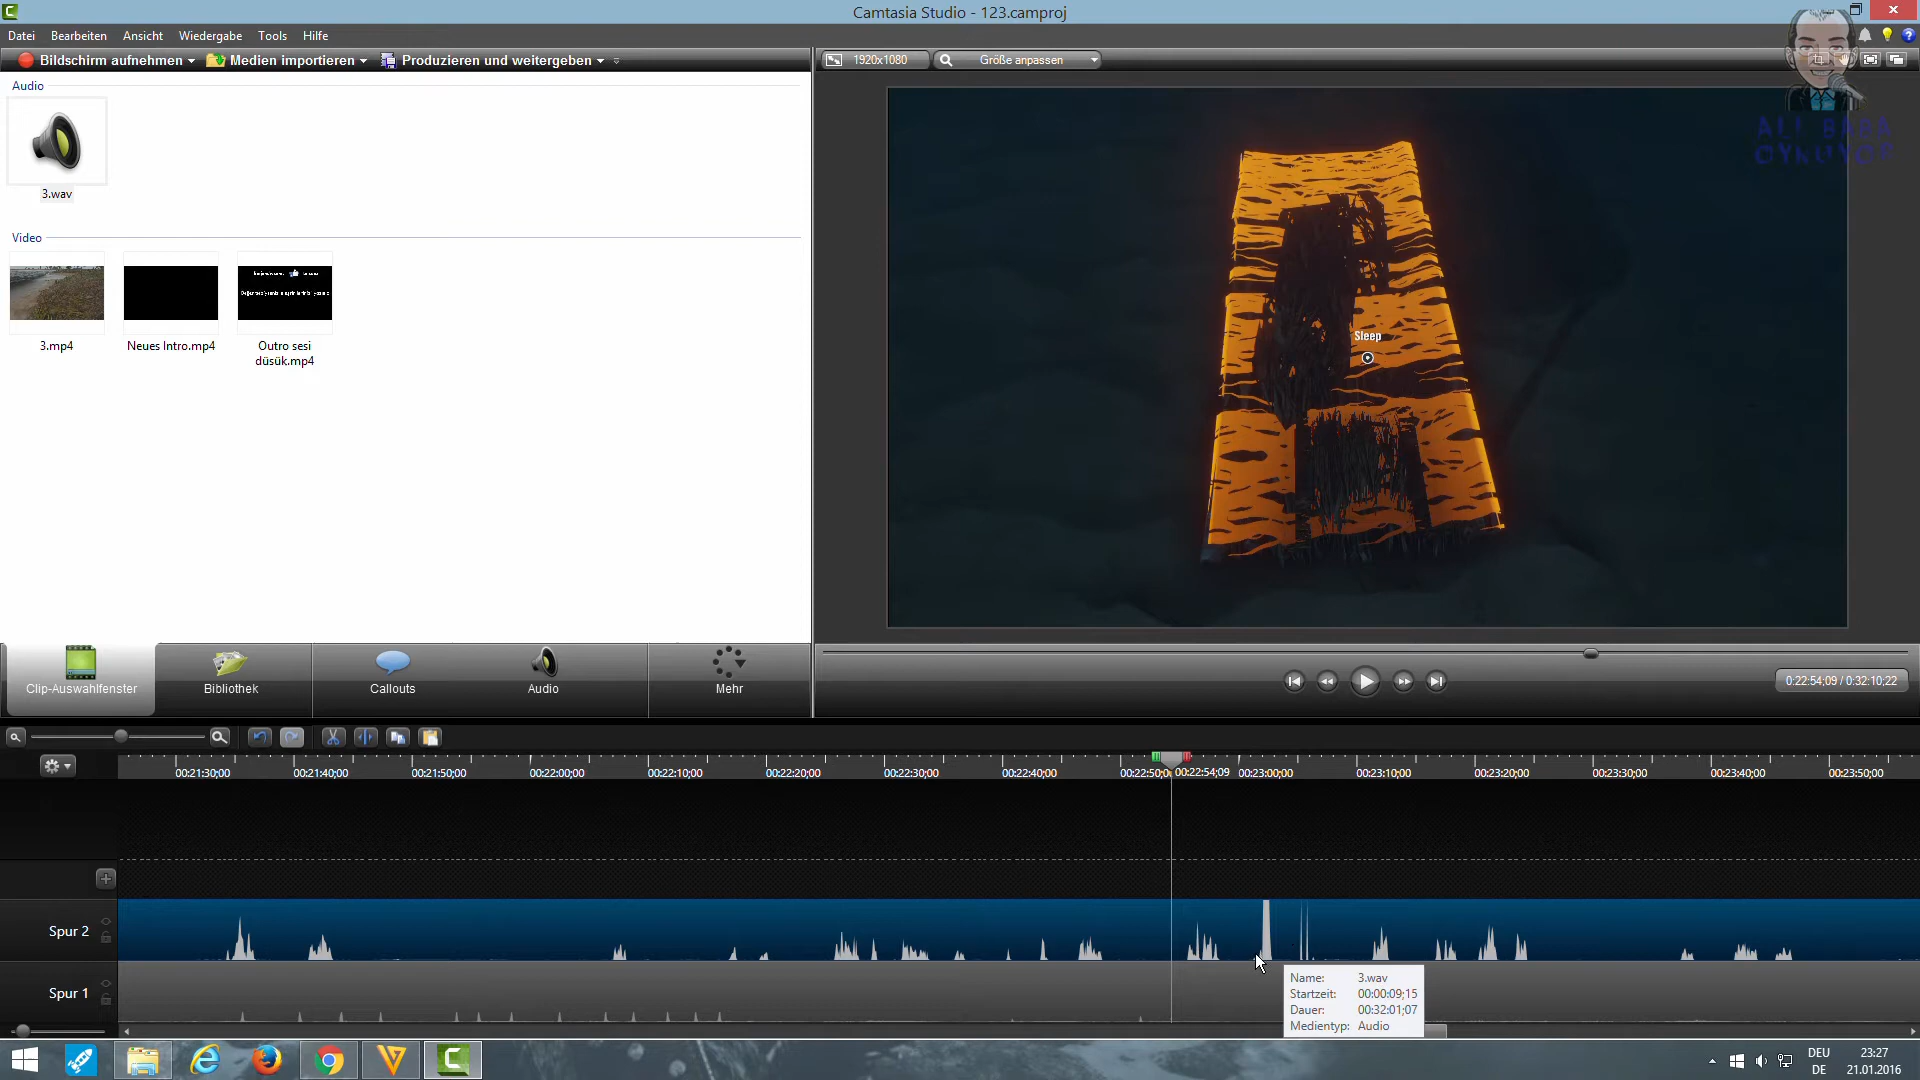 Camtasia Studio - 123.camproj
Datei Bearbeiten Ansicht Wiedergabe Tools Hilfe
Bildschirm aufnehmen Medien importieren Produzieren und weitergeben
1920x1080 Größe anpassen
Audio
3.wav
Video
3.mp4 Neues Intro.mp4 Outro sesi
düsük.mp4
ALI BABA
OYNUYOR
Sleep
Clip-Auswahlfenster Bibliothek Callouts Audio Mehr
0:22:54;09 / 0:32:10;22
00:21:30;00 00:21:40;00 00:21:50;00 00:22:00;00 00:22:10;00 00:22:20;00 00:22:30;00 00:22:40;00 00:22:50;0 00:22:54;09 00:23:00;00 00:23:10;00 00:23:20;00 00:23:30;00 00:23:40;00 00:23:50;00
Spur 2
Spur 1
Name: 3.wav
Startzeit: 00:00:09;15
Dauer: 00:32:01;07
Medientyp: Audio
DEU
DE
23:27
21.01.2016